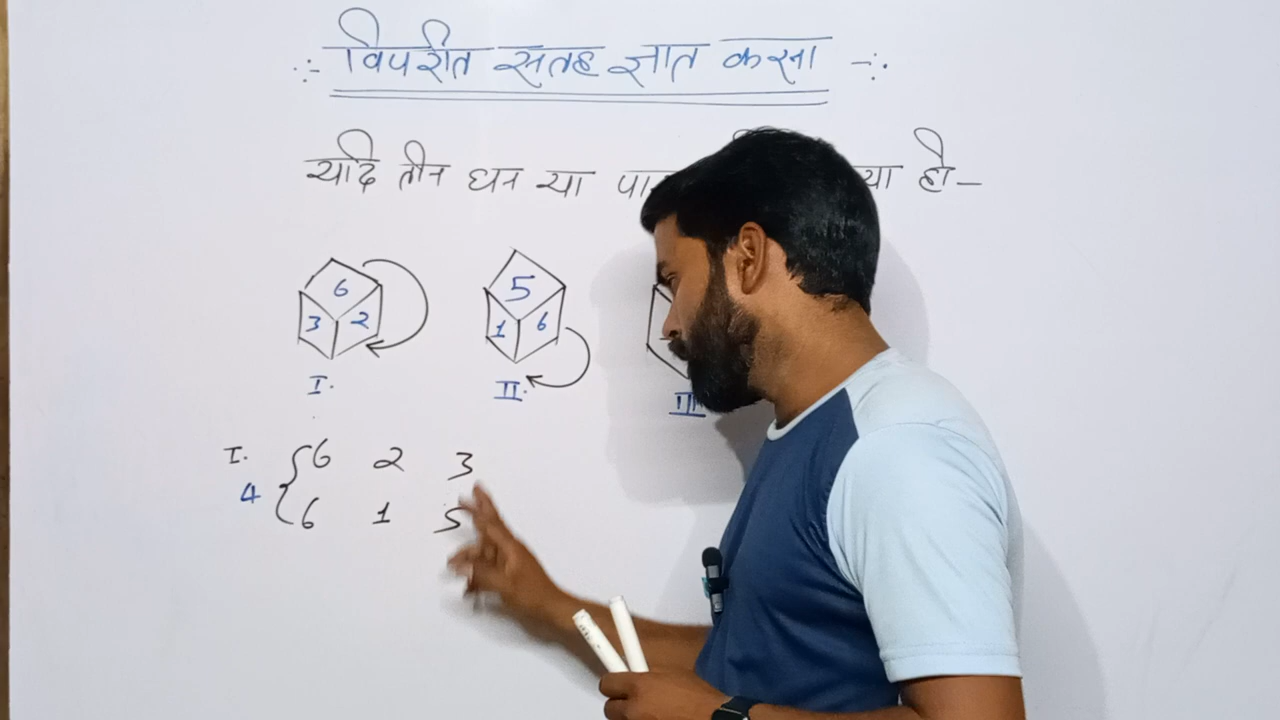 विपरीत सतह ज्ञात करना
यदि तीन घन या या हो-
6
3 2
I.
5
1 6
II.
III
I. 6 2 3
4
6 1 5